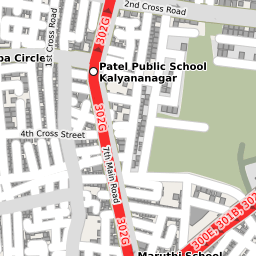 2nd Cross Road
1st Cross Road
302G
pa Circle
Patel Public School
Kalyananagar
302G
4th Cross Street
7th Main Road
302G
300E, 301B, 302
Maruthi School